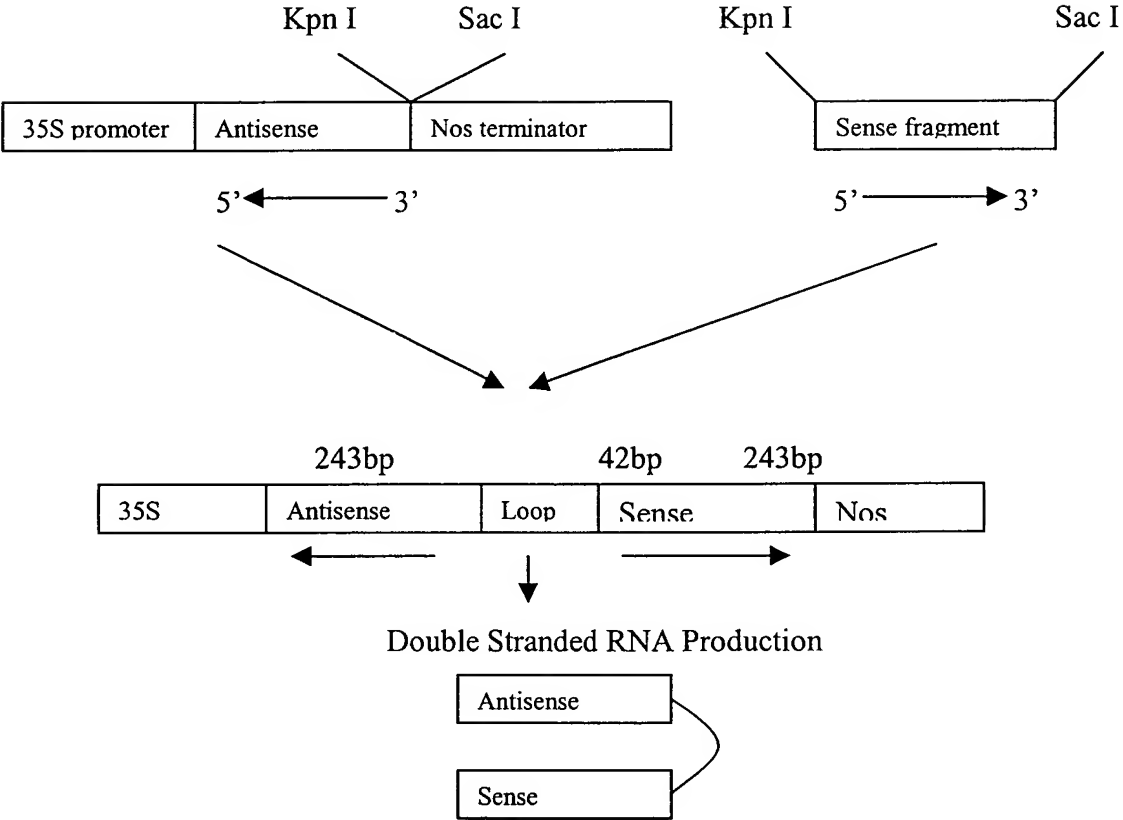 Kpn I Sac I Kpn I Sac I
35S promoter Antisense Nos terminator Sense fragment
5' 3' 5' 3'
243bp 42bp 243bp
35S Antisense Loop Sense Nos
Double Stranded RNA Production
Antisense
Sense